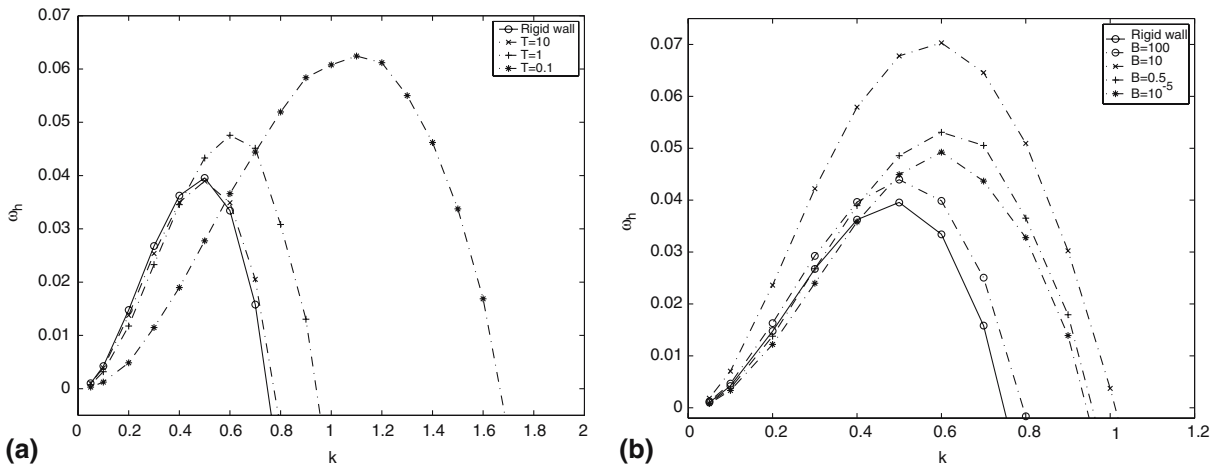 0.07
0.06
0.05
0.04
0.03
0.02
0.01
0
ω_h
Rigid wall
T=10
T=1
T=0.1
0 0.2 0.4 0.6 0.8 1 1.2 1.4 1.6 1.8 2
k
(a)
0.07
0.06
0.05
0.04
0.03
0.02
0.01
0
ω_h
Rigid wall
B=100
B=10
B=0.5
B=10^-5
0 0.2 0.4 0.6 0.8 1 1.2
k
(b)